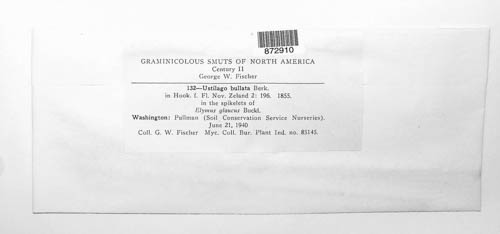 872910
GRAMINICOLOUS SMUTS OF NORTH AMERICA
Century II
George W. Fischer
132—Ustilago bullata Berk.
in Hook. f. Fl. Nov. Zeland 2: 196. 1855.
in the spikelets of
Elymus glaucus Buckl.
Washington: Pullman (Soil Conservation Service Nurseries).
June 21, 1940
Coll. G. W. Fischer Myc. Coll. Bur. Plant Ind. no. 83145.